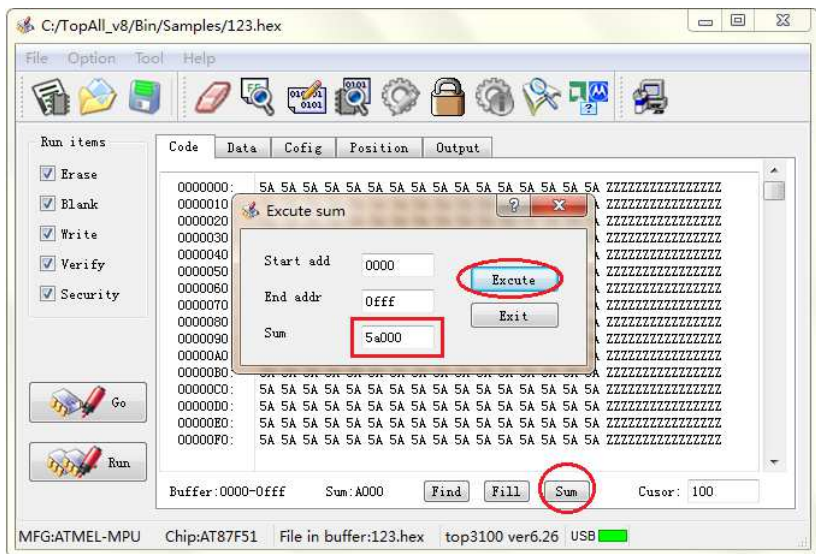 C:/TopAll_v8/Bin/Samples/123.hex
File Option Tool Help
Run items
Erase
Blank
Write
Verify
Security
Go
Run
Code Data Cofig Position Output
0000000: 5A 5A 5A 5A 5A 5A 5A 5A 5A 5A 5A 5A 5A 5A 5A 5A ZZZZZZZZZZZZZZZZ
0000010
0000020
0000030
0000040
0000050
0000060
0000070
0000080
0000090
00000A0
00000B0:
00000C0: 5A 5A 5A 5A 5A 5A 5A 5A 5A 5A 5A 5A 5A 5A 5A 5A ZZZZZZZZZZZZZZZZ
00000D0: 5A 5A 5A 5A 5A 5A 5A 5A 5A 5A 5A 5A 5A 5A 5A 5A ZZZZZZZZZZZZZZZZ
00000E0: 5A 5A 5A 5A 5A 5A 5A 5A 5A 5A 5A 5A 5A 5A 5A 5A ZZZZZZZZZZZZZZZZ
00000F0: 5A 5A 5A 5A 5A 5A 5A 5A 5A 5A 5A 5A 5A 5A 5A 5A ZZZZZZZZZZZZZZZZ
Excute sum
Start add 0000
End addr 0fff
Sum 5a000
Excute
Exit
Buffer:0000-0fff Sum:A000 Find Fill Sum Cusor: 100
MFG:ATMEL-MPU Chip:AT87F51 File in buffer:123.hex top3100 ver6.26 USB